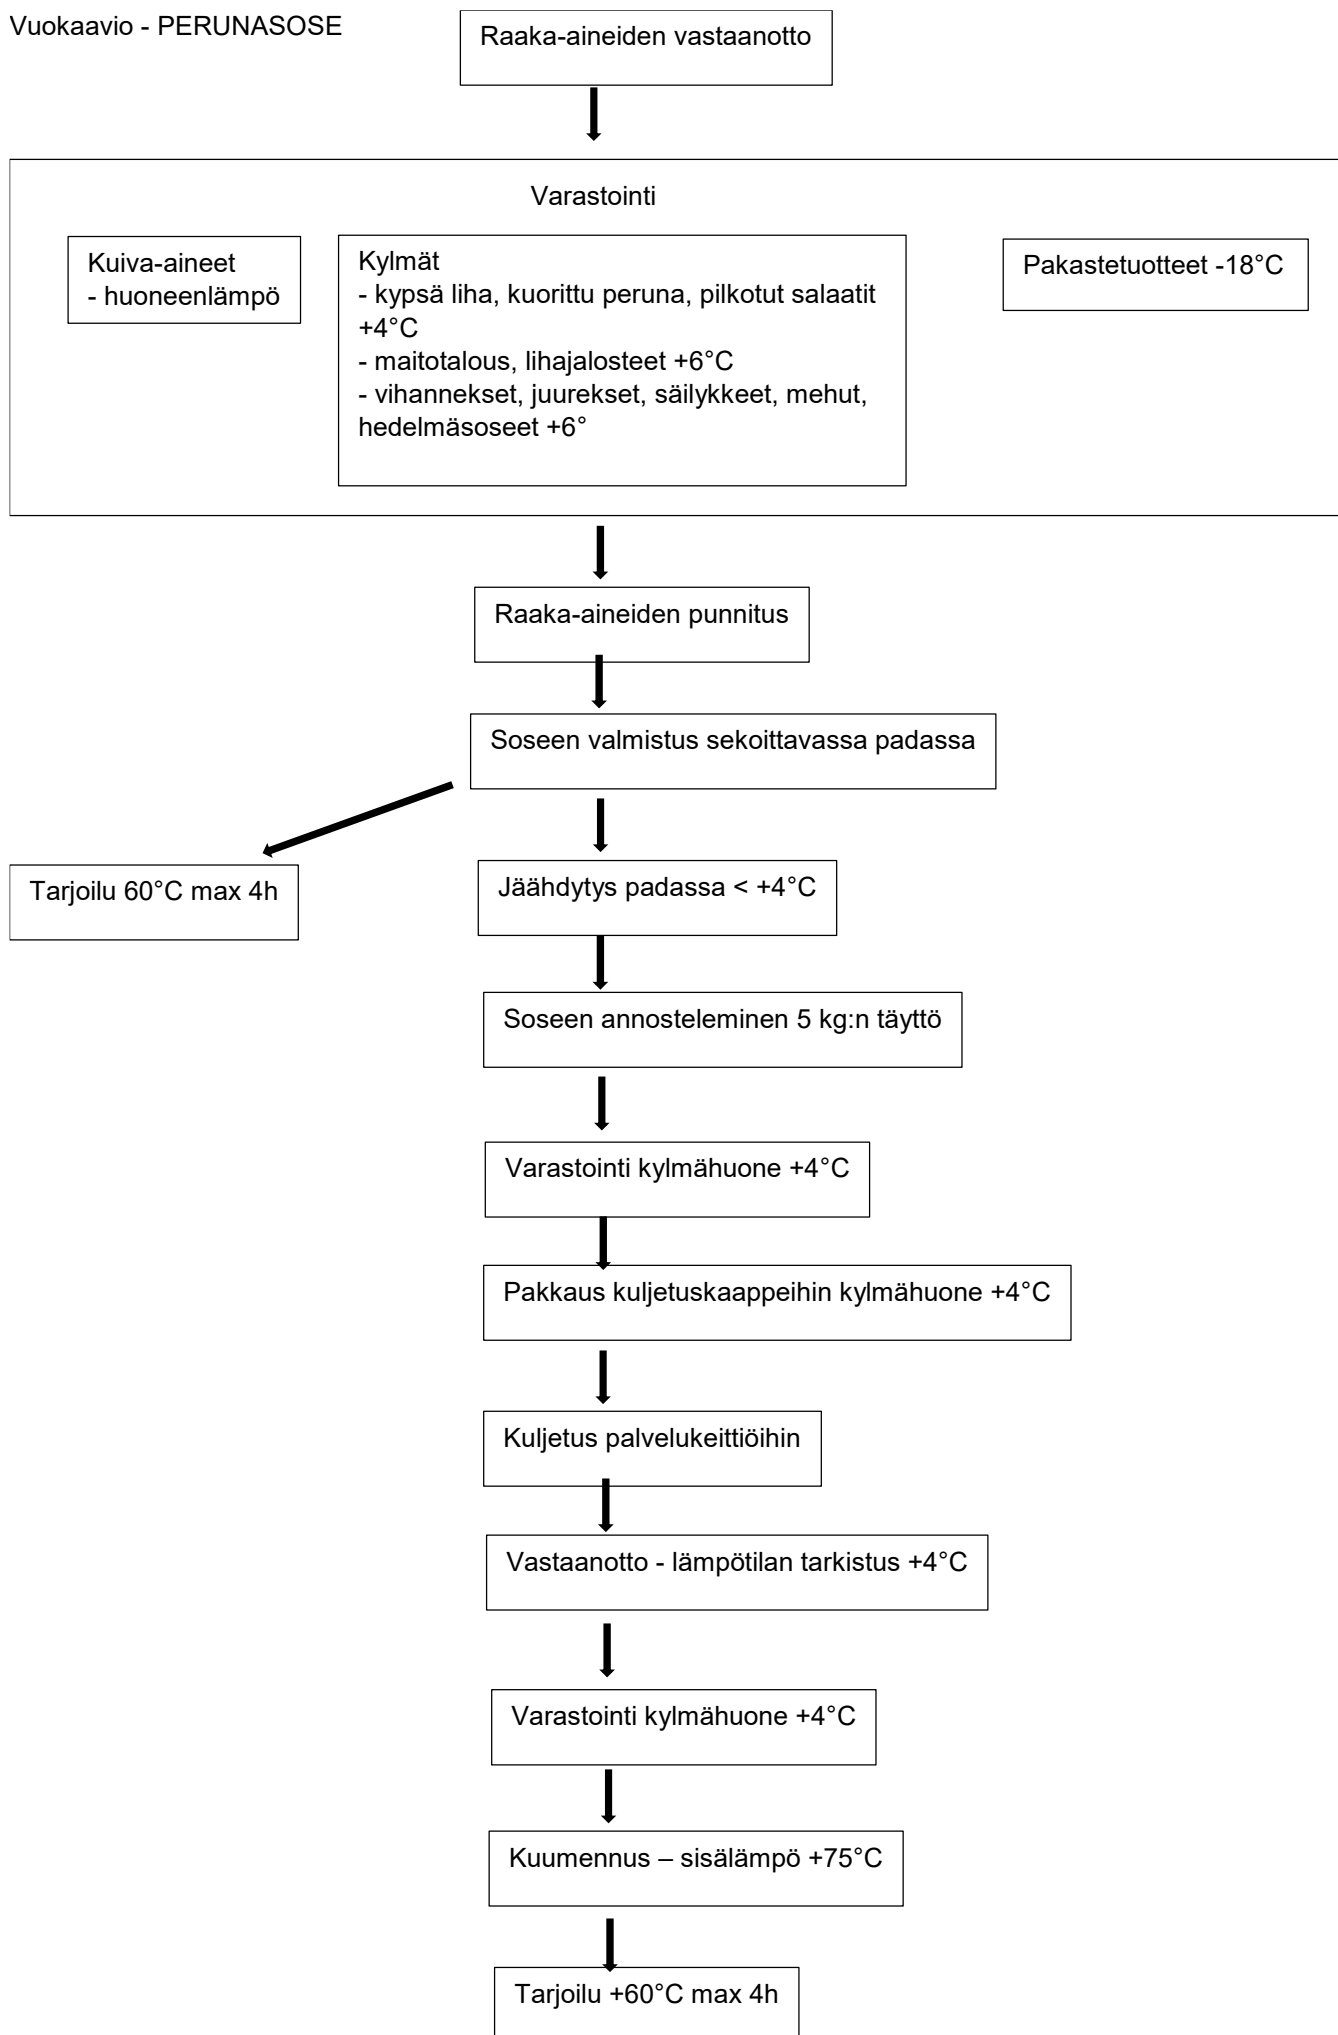 Vuokaavio - PERUNASOSE
Raaka-aineiden vastaanotto
Varastointi
Kuiva-aineet
- huoneenlämpö
Kylmät
- kypsä liha, kuorittu peruna, pilkotut salaatit
+4°C
- maitotalous, lihajalosteet +6°C
- vihannekset, juurekset, säilykkeet, mehut,
hedelmäsoseet +6°
Pakastetuotteet -18°C
Raaka-aineiden punnitus
Soseen valmistus sekoittavassa padassa
Tarjoilu 60°C max 4h
Jäähdytys padassa < +4°C
Soseen annosteleminen 5 kg:n täyttö
Varastointi kylmähuone +4°C
Pakkaus kuljetuskaappeihin kylmähuone +4°C
Kuljetus palvelukeittiöihin
Vastaanotto - lämpötilan tarkistus +4°C
Varastointi kylmähuone +4°C
Kuumennus – sisälämpö +75°C
Tarjoilu +60°C max 4h